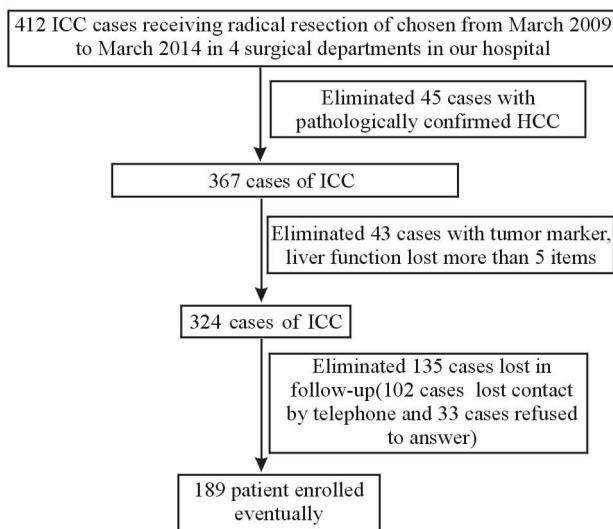 412 ICC cases receiving radical resection of chosen from March 2009
to March 2014 in 4 surgical departments in our hospital
Eliminated 45 cases with
pathologically confirmed HCC
367 cases of ICC
Eliminated 43 cases with tumor marker,
liver function lost more than 5 items
324 cases of ICC
Eliminated 135 cases lost in
follow-up(102 cases lost contact
by telephone and 33 cases refused
to answer)
189 patient enrolled
eventually